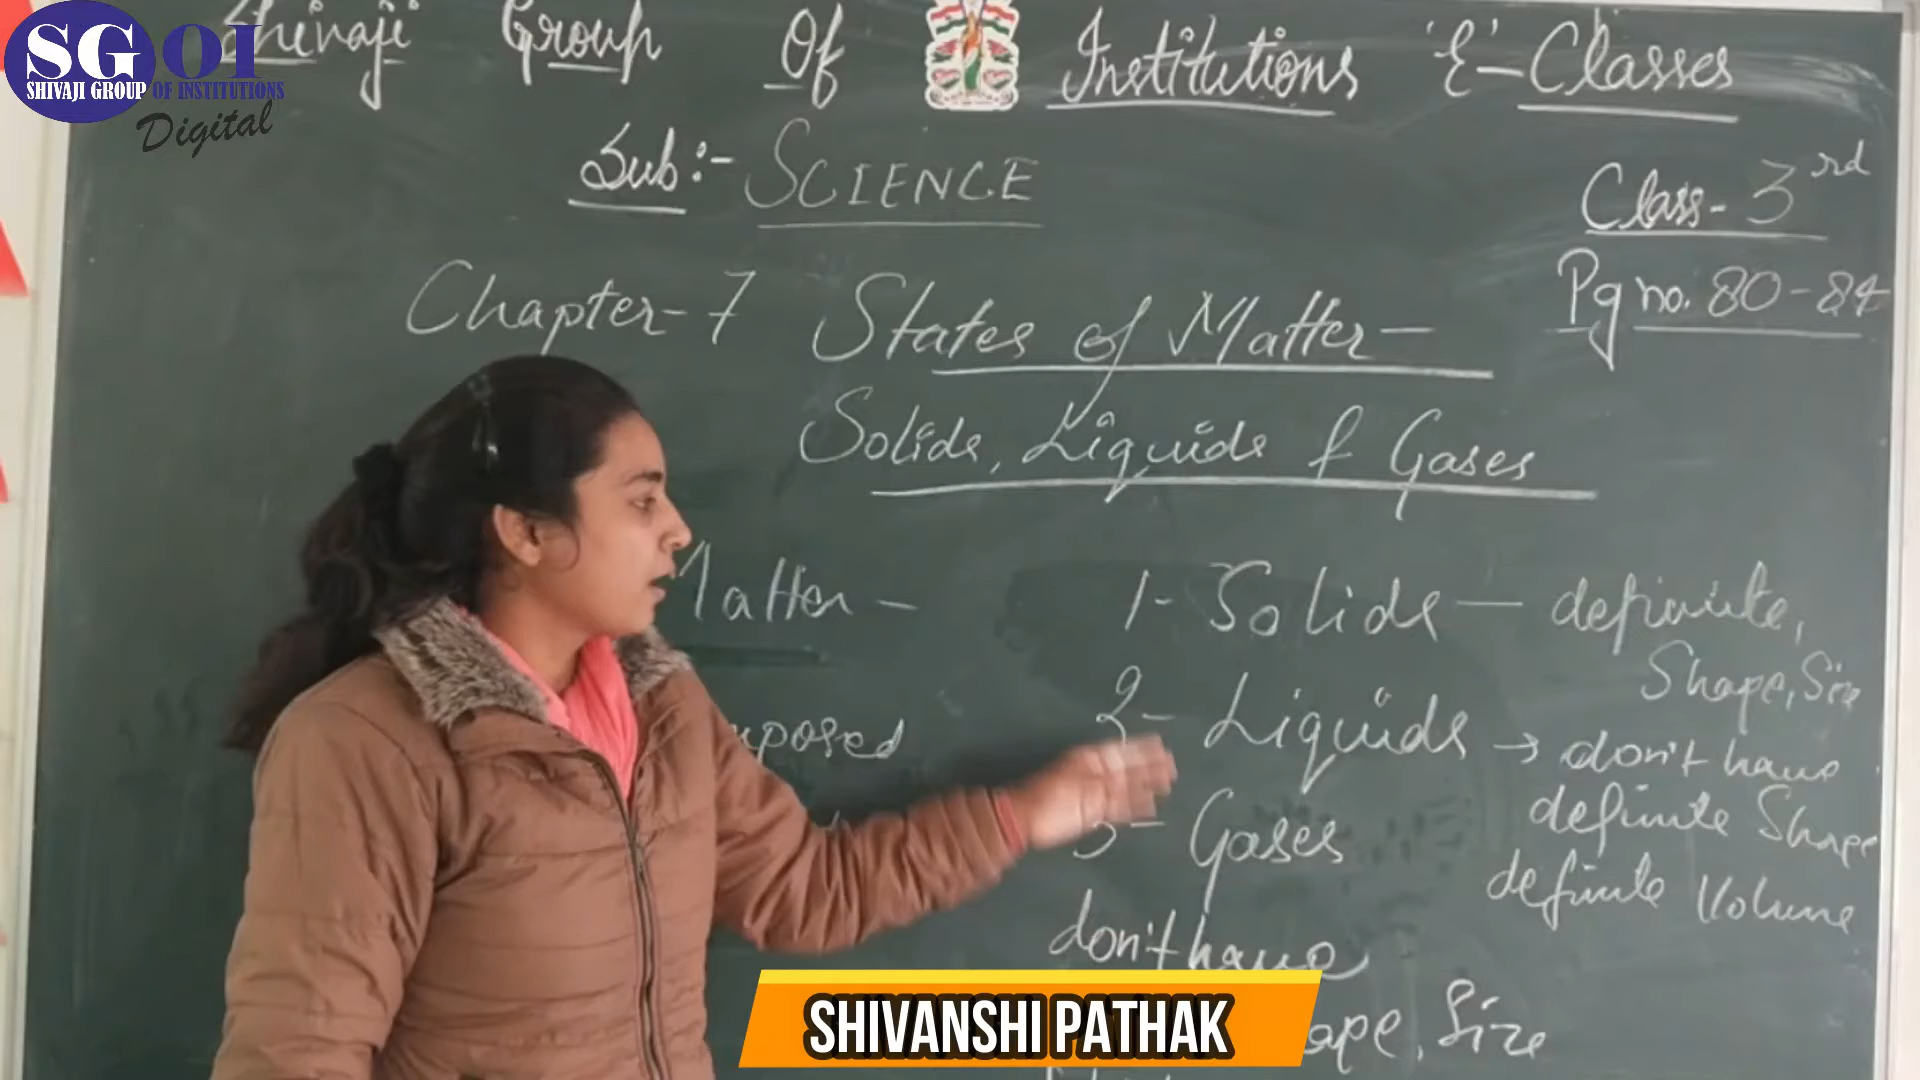 SGOI
SHIVAJI GROUP OF INSTITUTIONS
Digital
Shivaji Group Of Institutions 'E'-Classes
Sub:- SCIENCE
Class- 3rd
Pg no. 80-84
Chapter-7 States of Matter-
Solids, Liquids & Gases
Matter -
1- Solids - definite,
Shape, Size
2- Liquids → don't have
definite Shape
definite Volume
3- Gases
don't have
Size
SHIVANSHI PATHAK